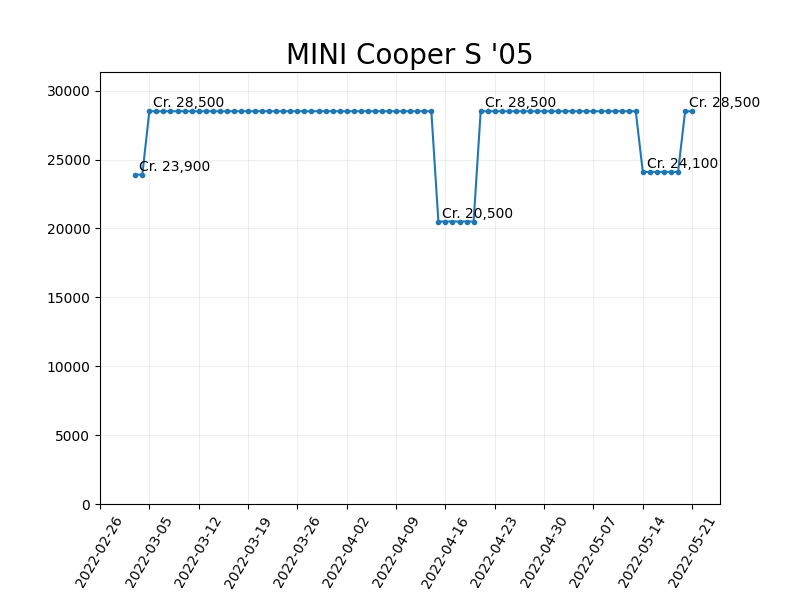 MINI Cooper S '05
30000
25000
20000
15000
10000
5000
0
Cr. 23,900
Cr. 28,500
Cr. 20,500
Cr. 28,500
Cr. 24,100
Cr. 28,500
2022-02-26
2022-03-05
2022-03-12
2022-03-19
2022-03-26
2022-04-02
2022-04-09
2022-04-16
2022-04-23
2022-04-30
2022-05-07
2022-05-14
2022-05-21